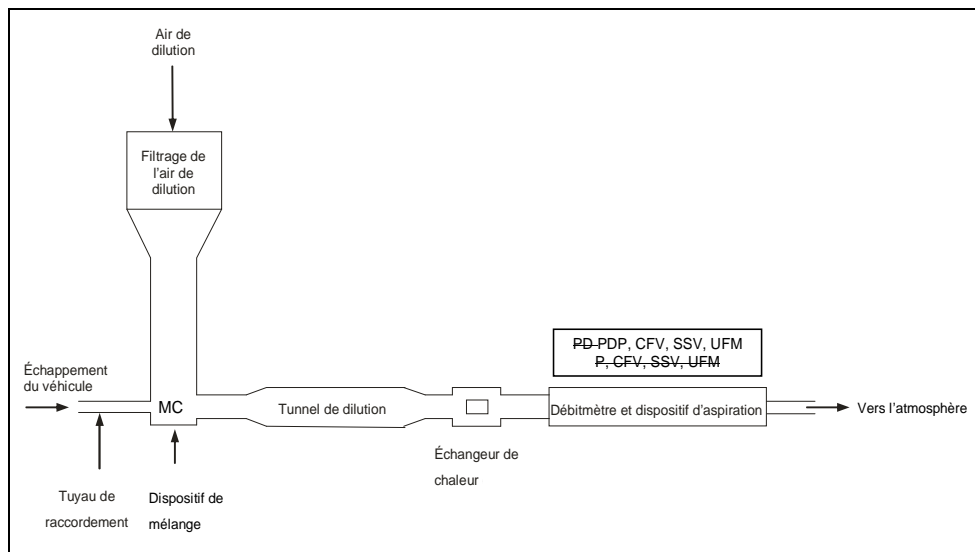 Air de
dilution
Filtrage de
l'air de
dilution
PD PDP, CFV, SSV, UFM
P, CFV, SSV, UFM
Échappement
du véhicule
MC
Tunnel de dilution
Débitmètre et dispositif d'aspiration
Vers l'atmosphère
Échangeur de
chaleur
Tuyau de
raccordement
Dispositif de
mélange